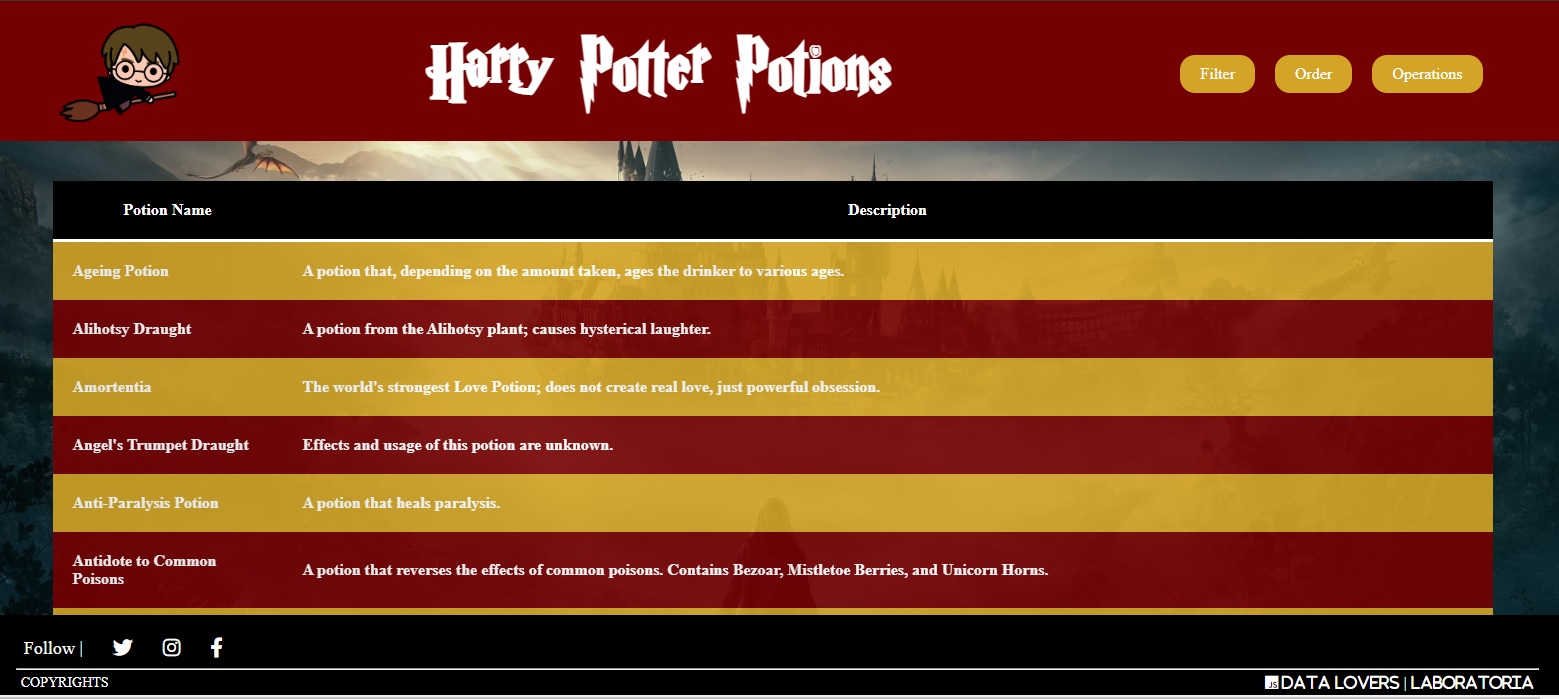 Harry Potter Potions
Filter
Order
Operations
Potion Name
Description
Ageing Potion
A potion that, depending on the amount taken, ages the drinker to various ages.
Alihotsy Draught
A potion from the Alihotsy plant; causes hysterical laughter.
Amortentia
The world's strongest Love Potion; does not create real love, just powerful obsession.
Angel's Trumpet Draught
Effects and usage of this potion are unknown.
Anti-Paralysis Potion
A potion that heals paralysis.
Antidote to Common
Poisons
A potion that reverses the effects of common poisons. Contains Bezoar, Mistletoe Berries, and Unicorn Horns.
Follow |
COPYRIGHTS
JS DATA LOVERS | LABORATORIA